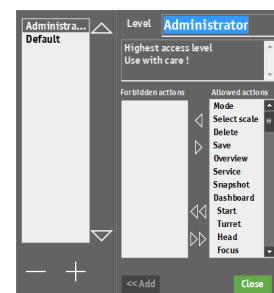 Administra...
Default
Level Administrator
Highest access level
Use with care !
Forbidden actions
Allowed actions
Mode
Select scale
Delete
Save
Overview
Service
Snapshot
Dashboard
Start
Turret
Head
Focus
<< Add
Close